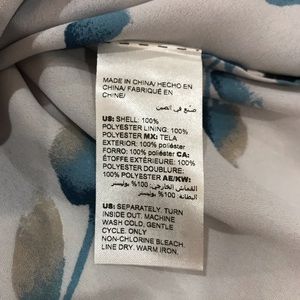 MADE IN CHINA/ HECHO EN
CHINA/ FABRIQUÉ EN
CHINE/
صنع في الصين
US: SHELL: 100%
POLYESTER LINING: 100%
POLYESTER MX: TELA
EXTERIOR: 100% poliéster
FORRO: 100% poliéster CA:
ÉTOFFE EXTÉRIEURE: 100%
POLYESTER DOUBLURE:
100% POLYESTER AE/KW:
القماش الخارجي: 100% بوليستر
البطانة: 100% بوليستر
US: SEPARATELY. TURN
INSIDE OUT. MACHINE
WASH COLD, GENTLE
CYCLE. ONLY
NON-CHLORINE BLEACH.
LINE DRY. WARM IRON,